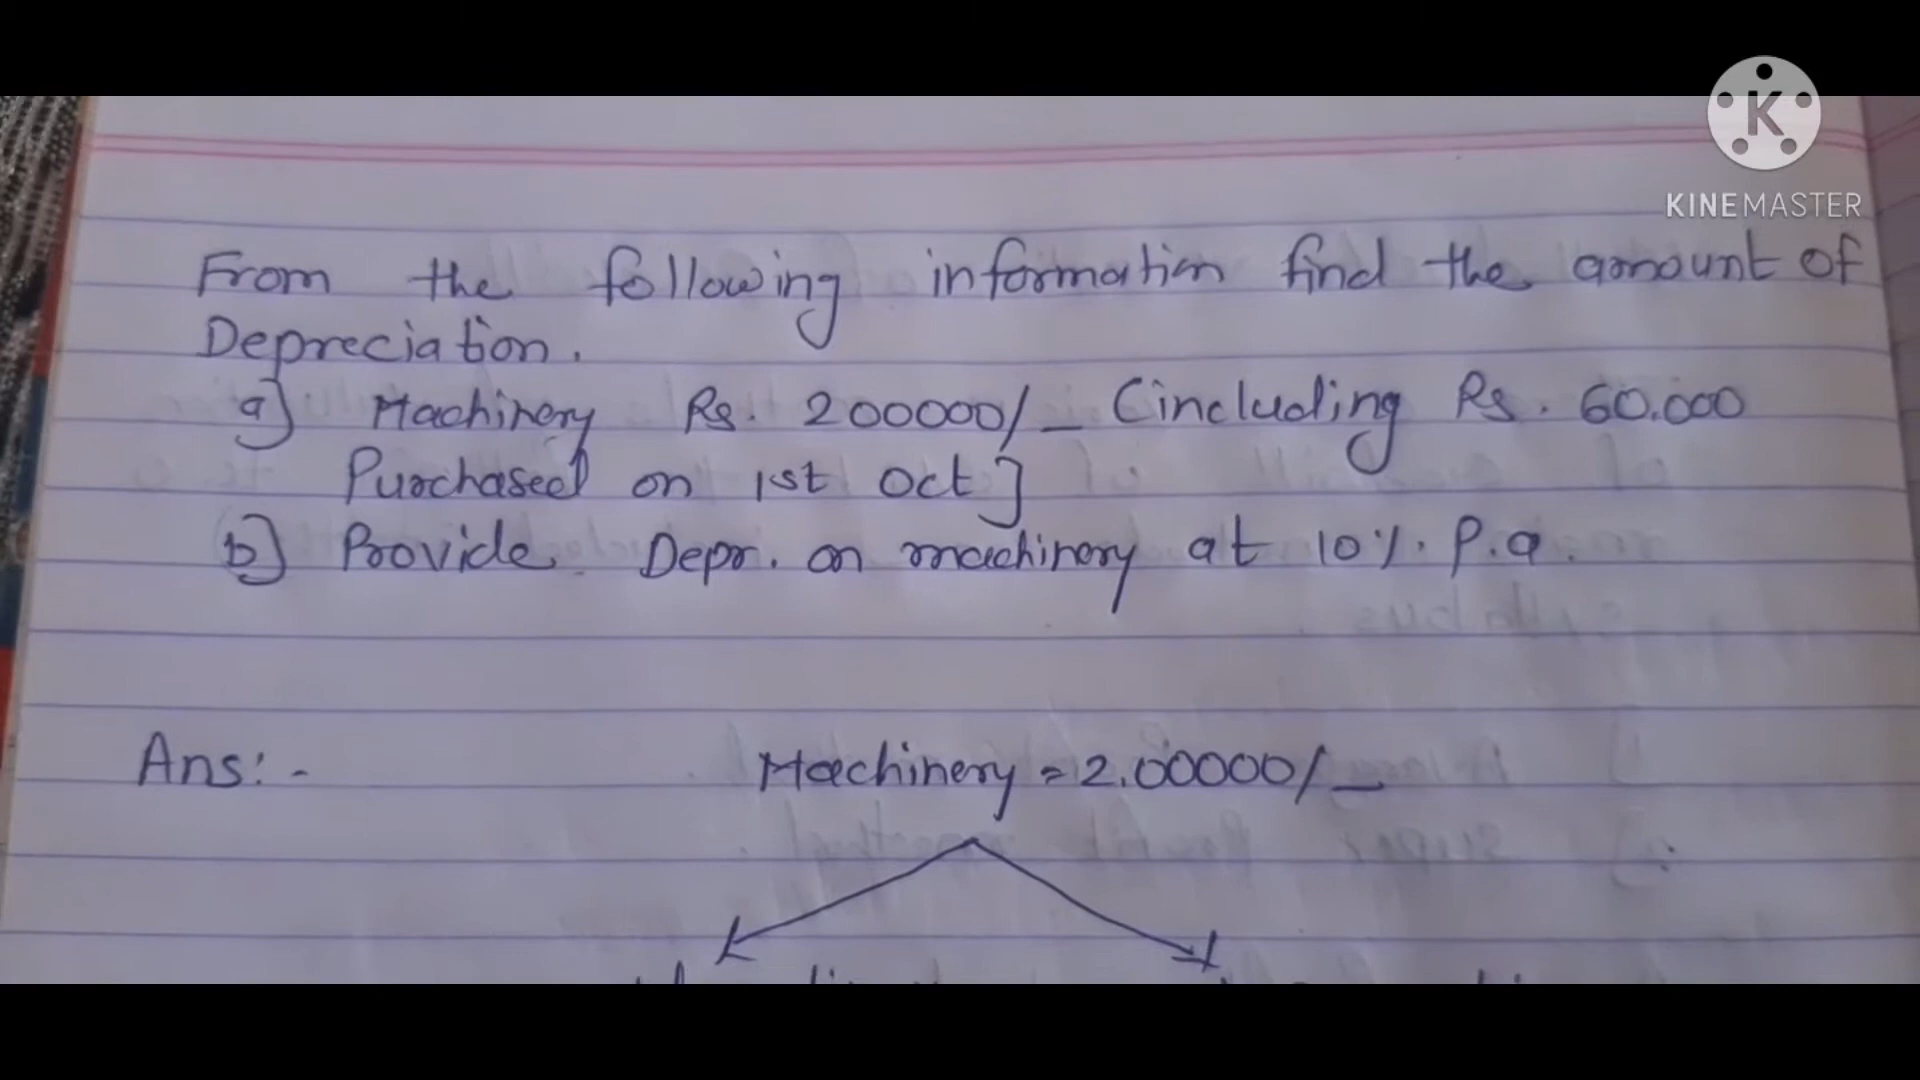 K
KINEMASTER
From the following information find the amount of
Depreciation.
a] Machinery Rs. 200000/- (including Rs. 60.000
Purchased on 1st Oct]
b] Provide Depr. on machinery at 10%. P.a.
Ans:- Machinery = 2.00000/-